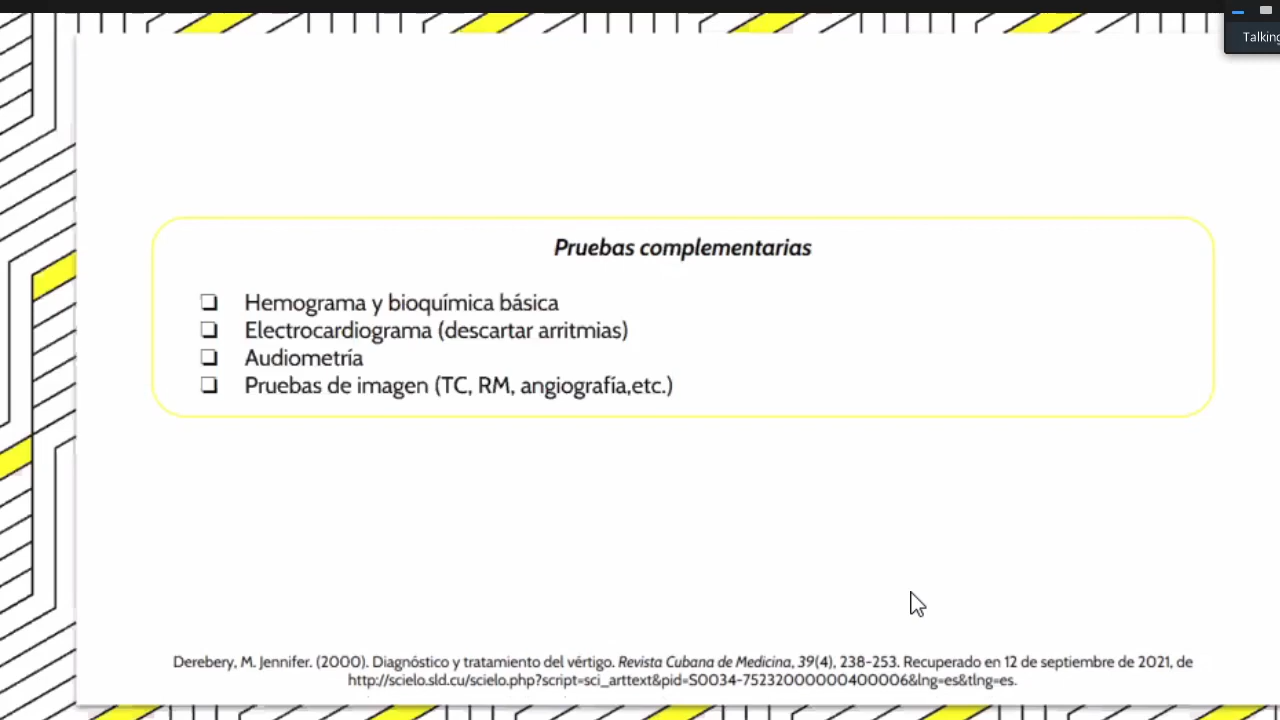 Talking
Pruebas complementarias
❏ Hemograma y bioquímica básica
❏ Electrocardiograma (descartar arritmias)
❏ Audiometría
❏ Pruebas de imagen (TC, RM, angiografía,etc.)
Derebery, M. Jennifer. (2000). Diagnóstico y tratamiento del vértigo. Revista Cubana de Medicina, 39(4), 238-253. Recuperado en 12 de septiembre de 2021, de
http://scielo.sld.cu/scielo.php?script=sci_arttext&pid=S0034-75232000000400006&lng=es&tlng=es.